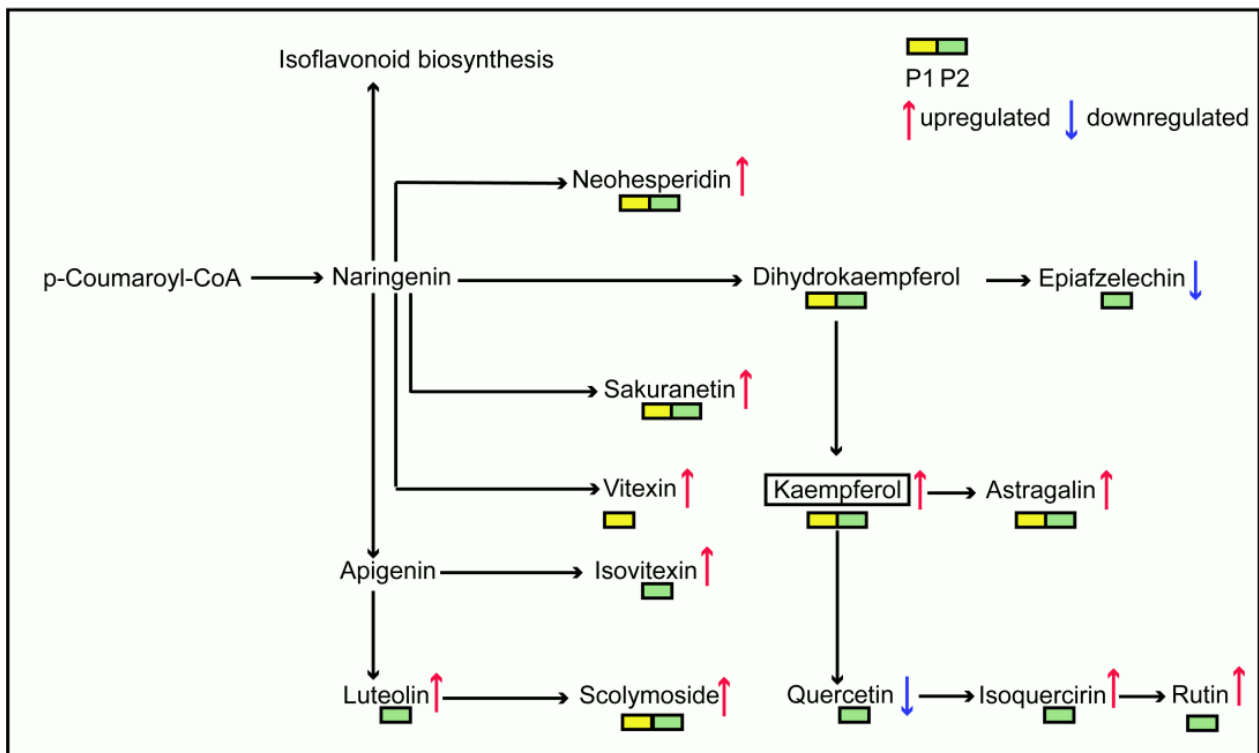 Isoflavonoid biosynthesis
P1 P2
upregulated downregulated
Neohesperidin
p-Coumaroyl-CoA Naringenin Dihydrokaempferol Epiafzelechin
Sakuranetin
Vitexin Kaempferol Astragalin
Apigenin Isovitexin
Luteolin Scolymoside Quercetin Isoquercirin Rutin